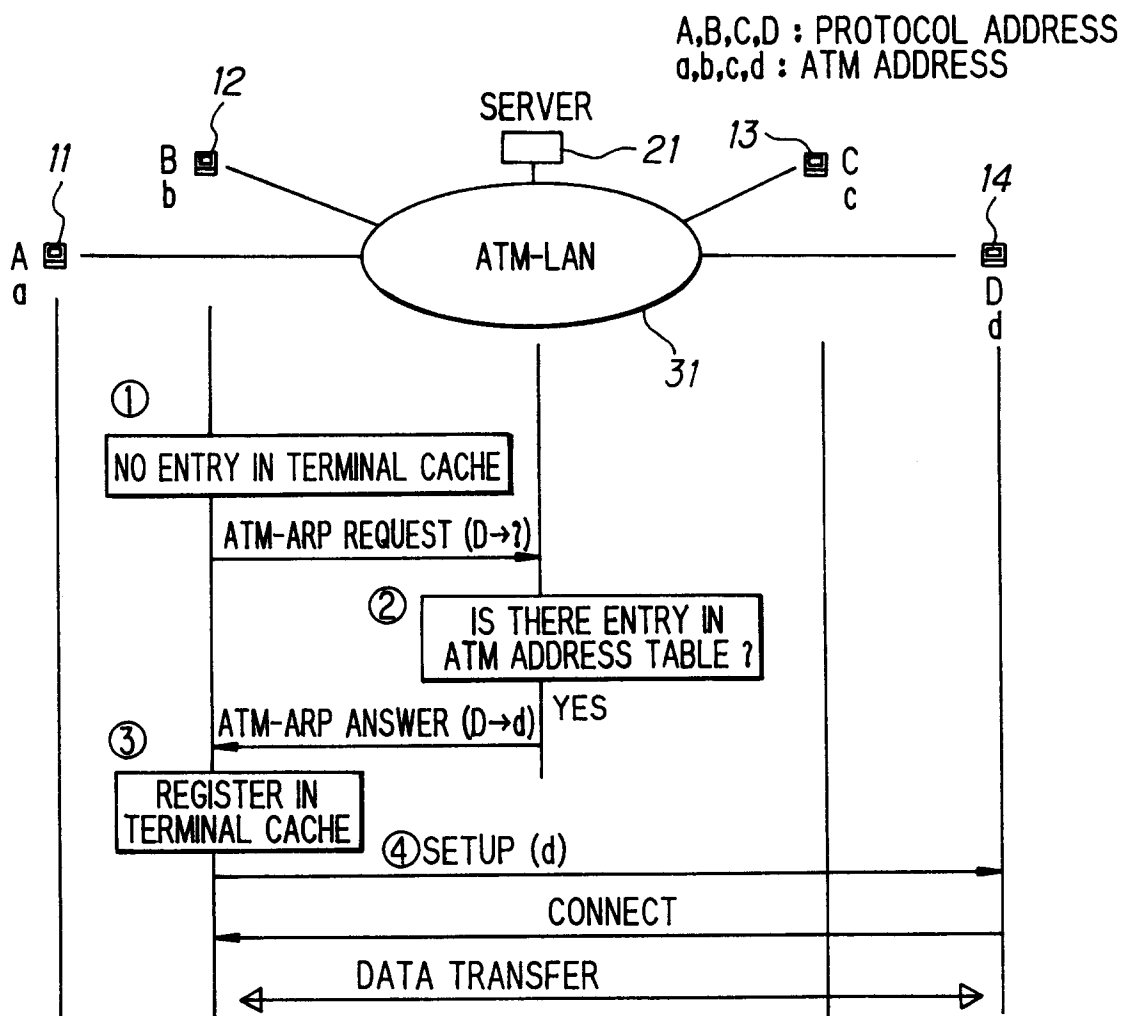 A,B,C,D : PROTOCOL ADDRESS
a,b,c,d : ATM ADDRESS
12
SERVER
21
13
11
B
b
C
c
14
A
a
ATM-LAN
D
d
31
①
NO ENTRY IN TERMINAL CACHE
ATM-ARP REQUEST (D→?)
②
IS THERE ENTRY IN
ATM ADDRESS TABLE ?
YES
ATM-ARP ANSWER (D→d)
③
REGISTER IN
TERMINAL CACHE
④ SETUP (d)
CONNECT
DATA TRANSFER